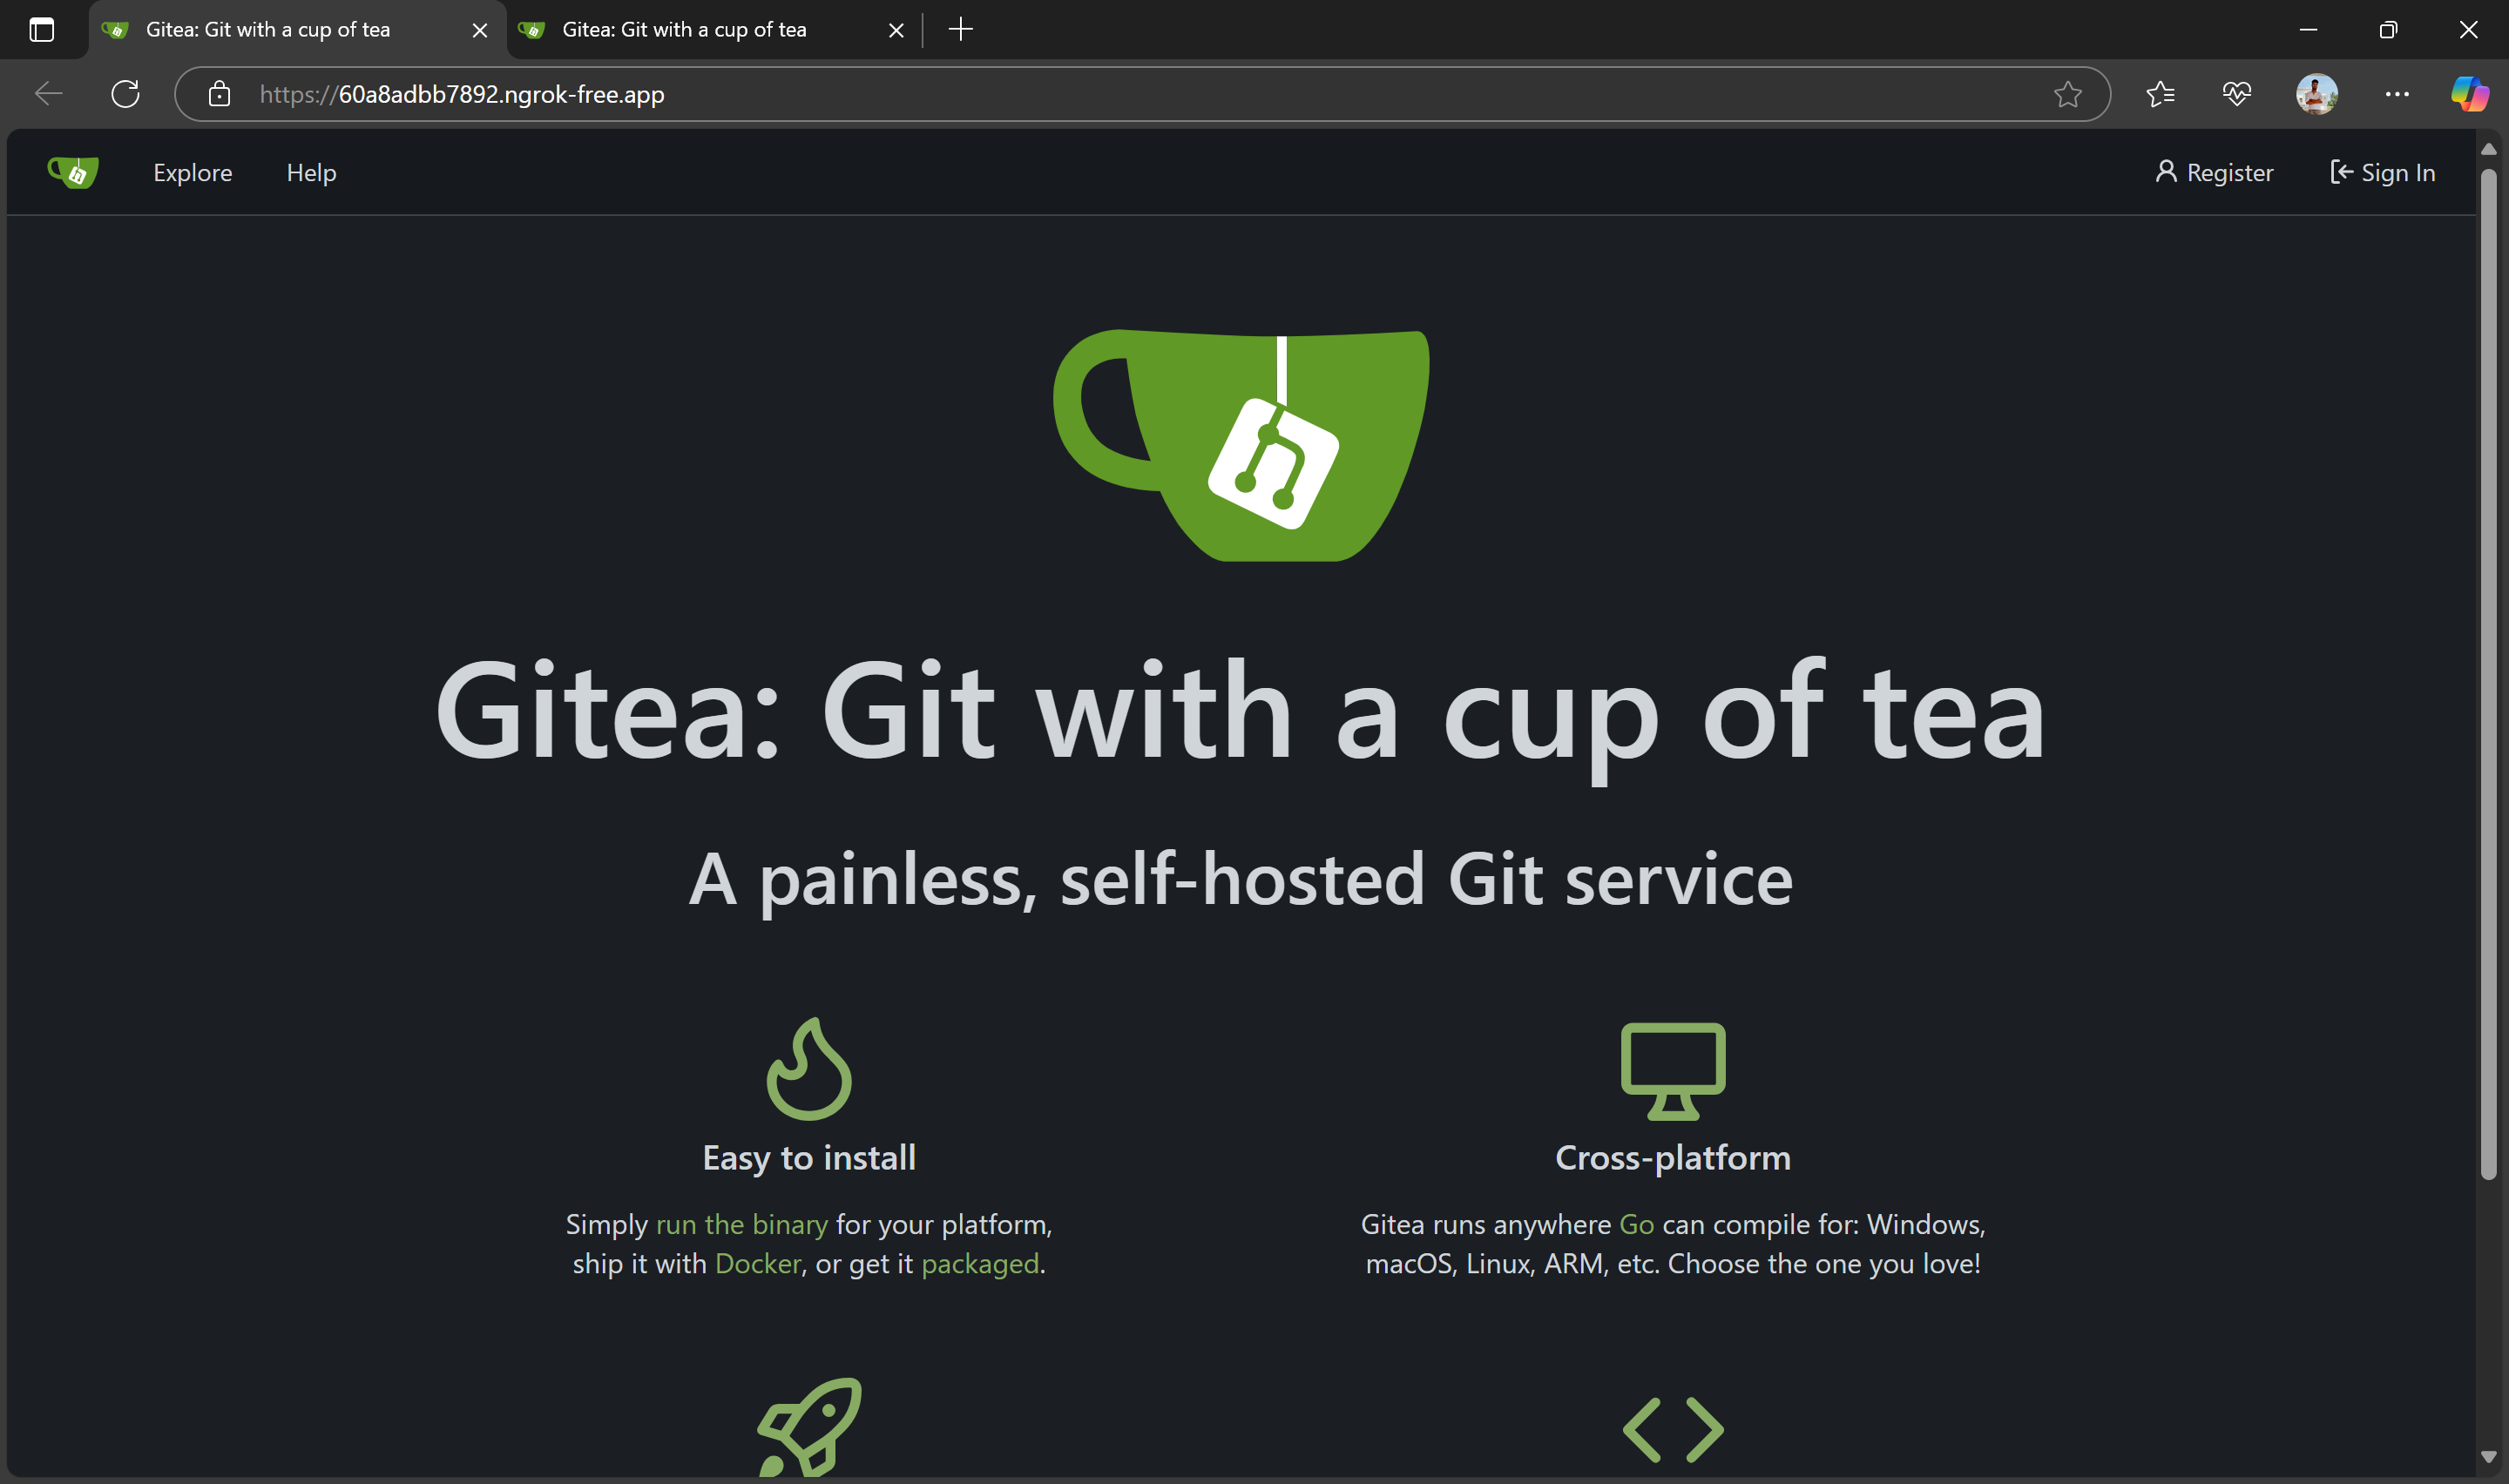 Gitea: Git with a cup of tea
Gitea: Git with a cup of tea
https://60a8adbb7892.ngrok-free.app
Explore
Help
Register
Sign In
Gitea: Git with a cup of tea
A painless, self-hosted Git service
Easy to install
Simply run the binary for your platform,
ship it with Docker, or get it packaged.
Cross-platform
Gitea runs anywhere Go can compile for: Windows,
macOS, Linux, ARM, etc. Choose the one you love!